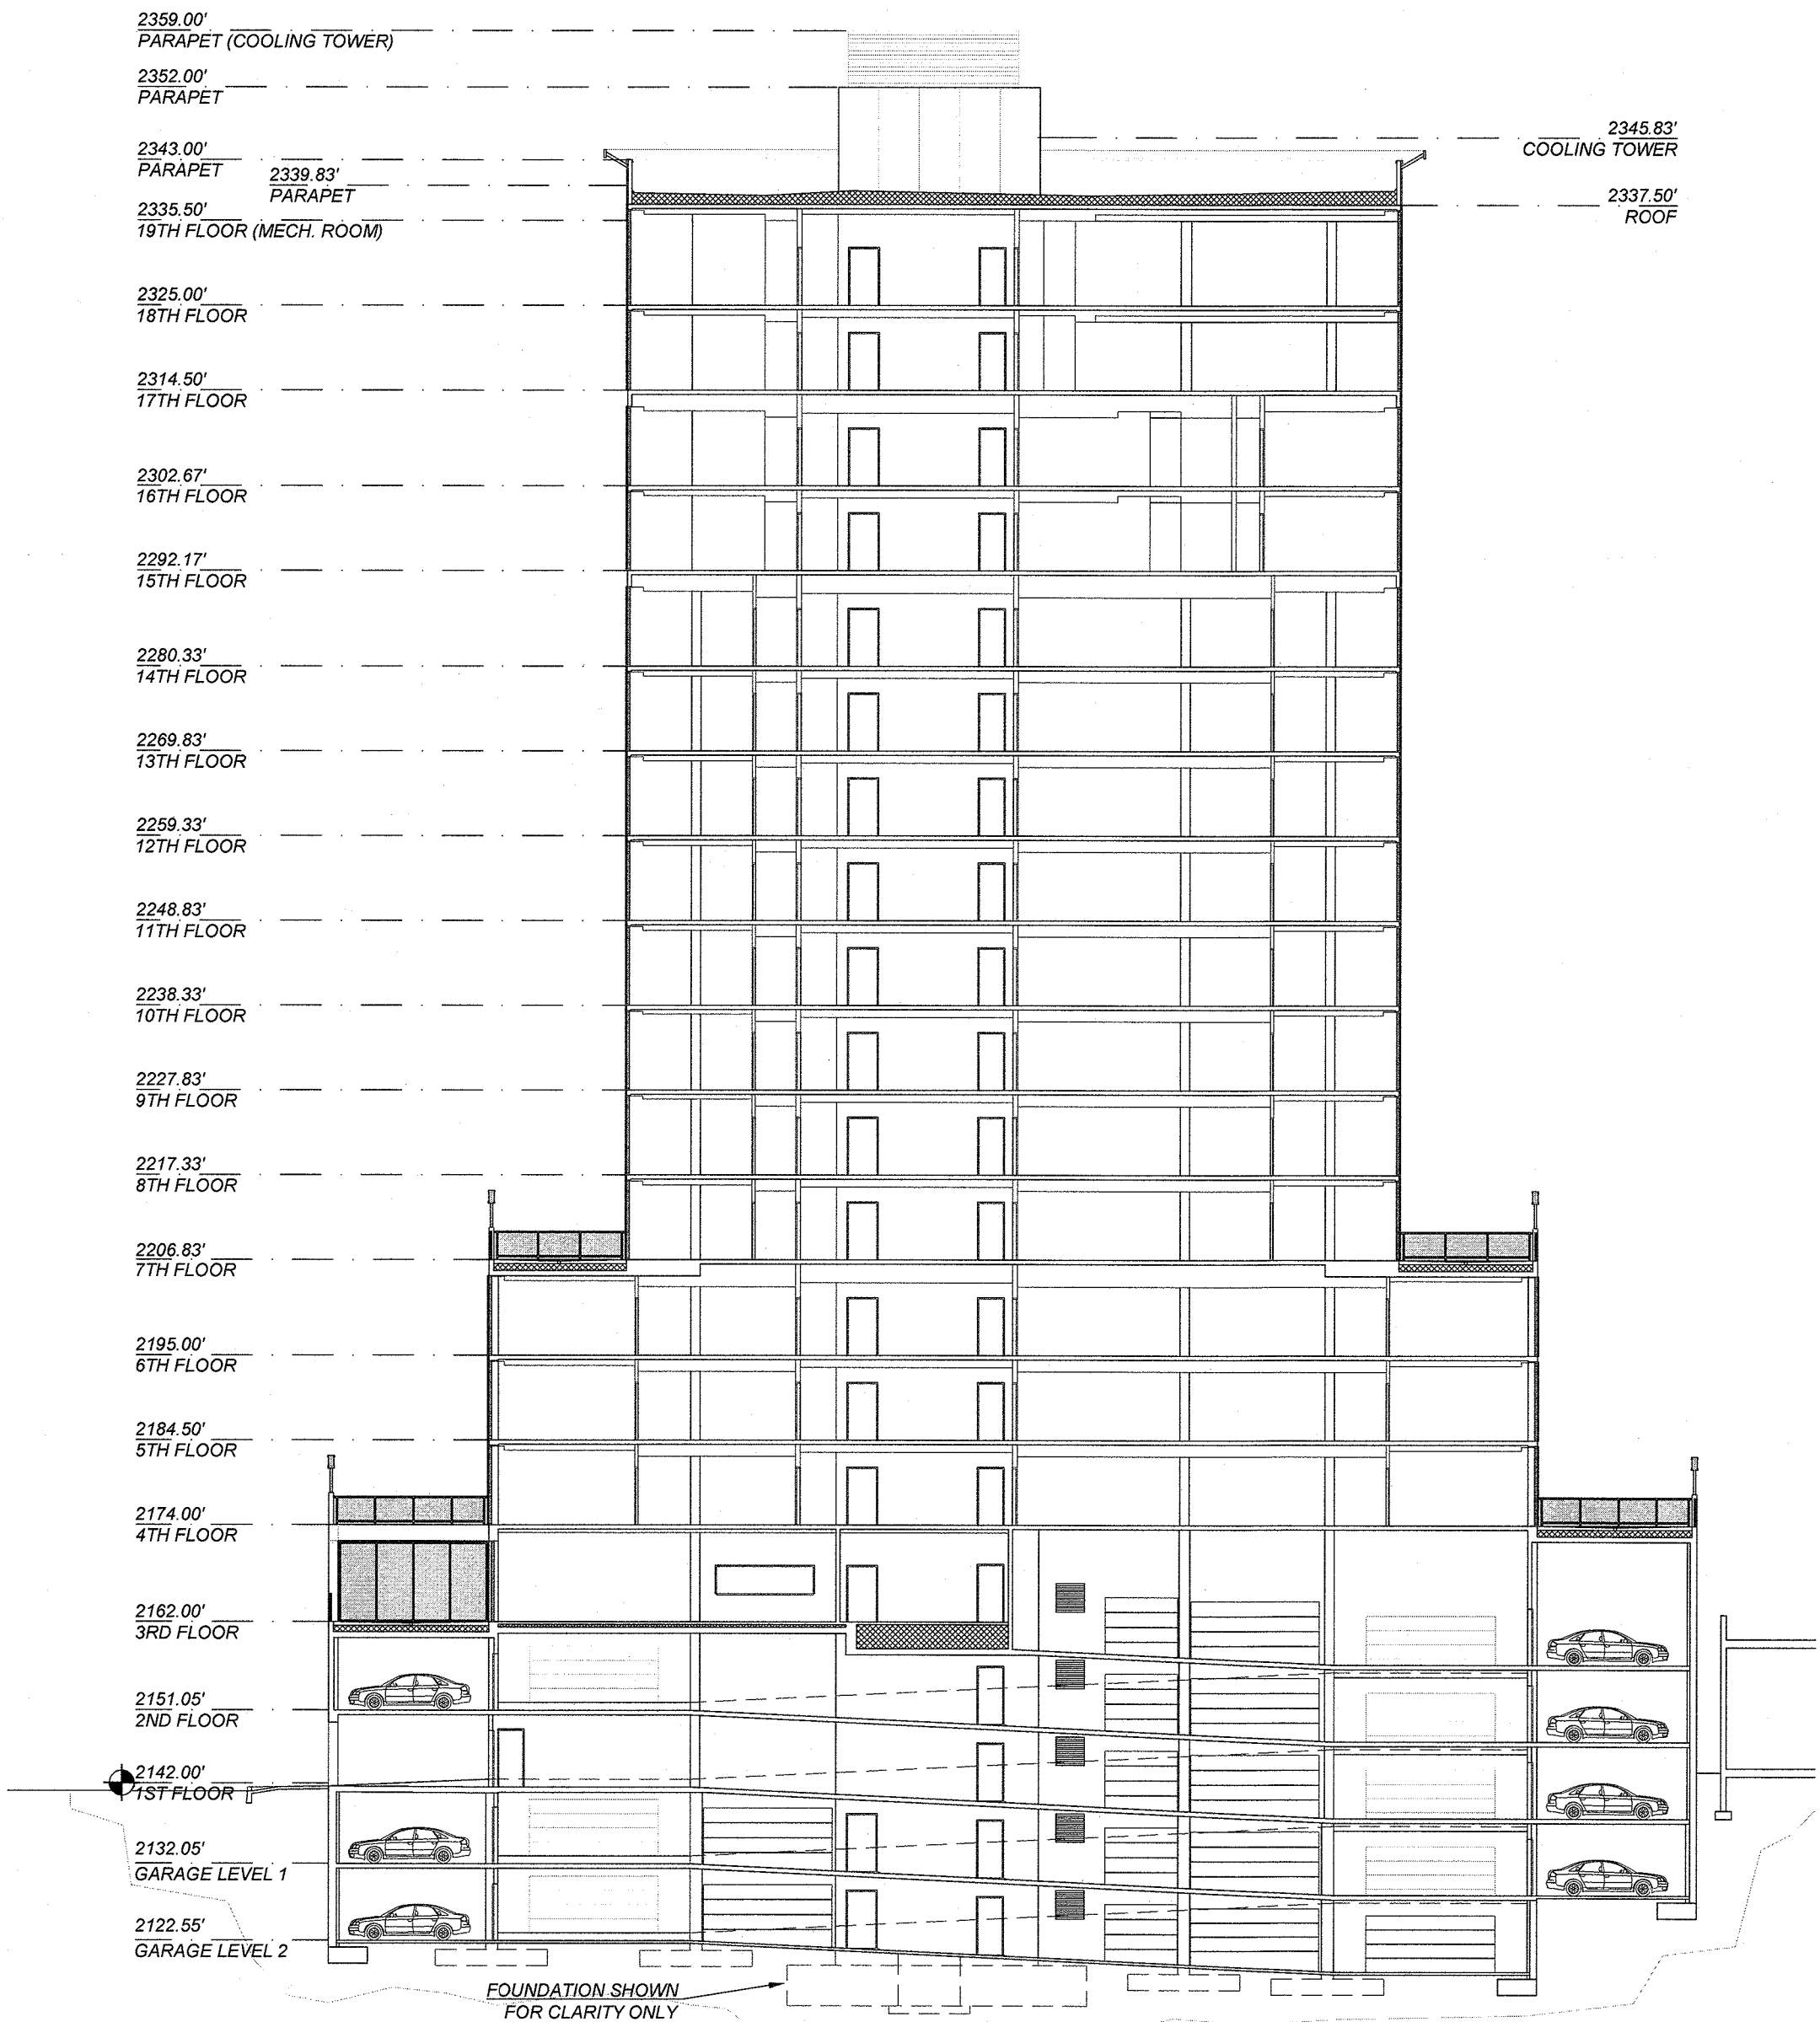 2359.00'
PARAPET (COOLING TOWER)
2352.00'
PARAPET
2345.83'
COOLING TOWER
2343.00'
PARAPET
2339.83'
PARAPET
2337.50'
ROOF
2335.50'
19TH FLOOR (MECH. ROOM)
2325.00'
18TH FLOOR
2314.50'
17TH FLOOR
2302.67'
16TH FLOOR
2292.17'
15TH FLOOR
2280.33'
14TH FLOOR
2269.83'
13TH FLOOR
2259.33'
12TH FLOOR
2248.83'
11TH FLOOR
2238.33'
10TH FLOOR
2227.83'
9TH FLOOR
2217.33'
8TH FLOOR
2206.83'
7TH FLOOR
2195.00'
6TH FLOOR
2184.50'
5TH FLOOR
2174.00'
4TH FLOOR
2162.00'
3RD FLOOR
2151.05'
2ND FLOOR
2142.00'
1ST FLOOR
2132.05'
GARAGE LEVEL 1
2122.55'
GARAGE LEVEL 2
FOUNDATION SHOWN
FOR CLARITY ONLY